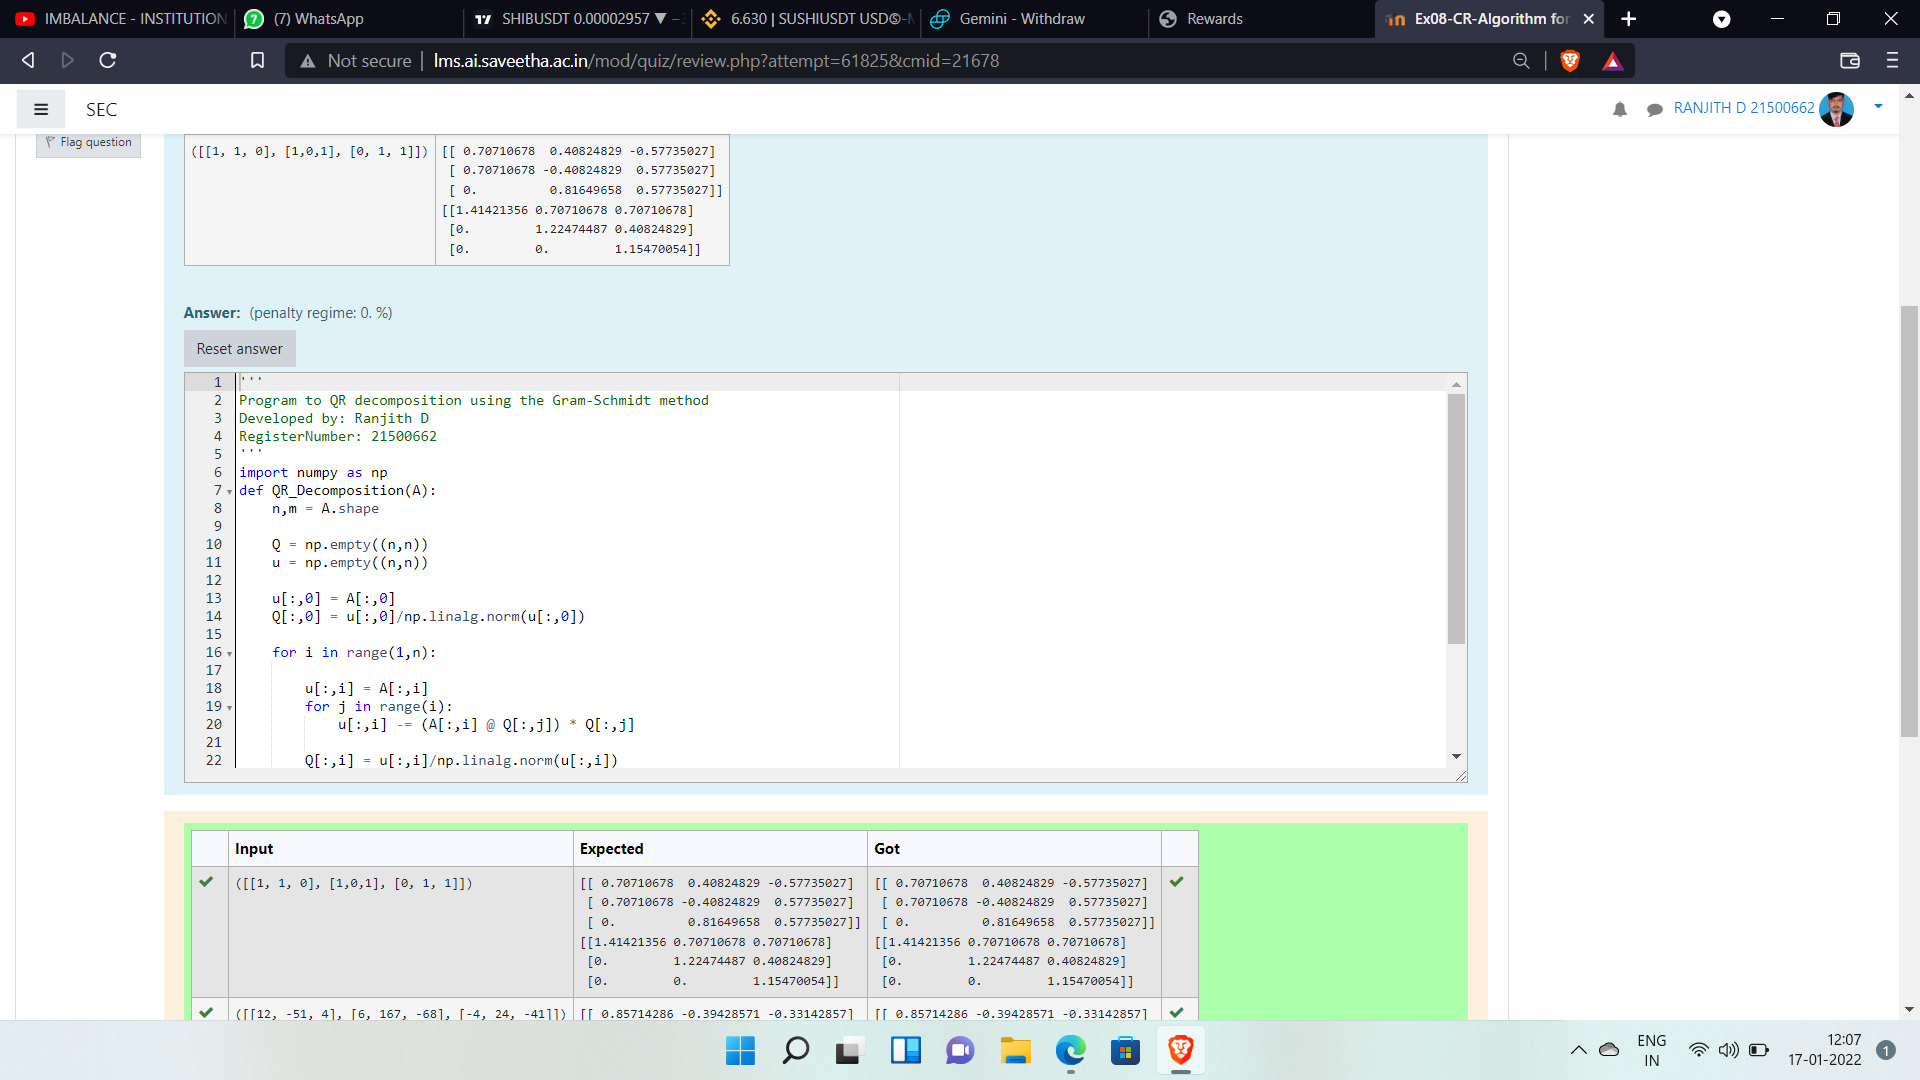 IMBALANCE - INSTITUTION
(7) WhatsApp
SHIBUSDT 0.00002957 ▼ −
6.630 | SUSHIUSDT USDⓈ-M
Gemini - Withdraw
Rewards
Ex08-CR-Algorithm for
Not secure | lms.ai.saveetha.ac.in/mod/quiz/review.php?attempt=61825&cmid=21678
SEC
RANJITH D 21500662
Flag question
([[1, 1, 0], [1,0,1], [0, 1, 1]])
[[ 0.70710678  0.40824829 -0.57735027]
[ 0.70710678 -0.40824829  0.57735027]
[ 0.          0.81649658  0.57735027]]
[[1.41421356 0.70710678 0.70710678]
[0.         1.22474487 0.40824829]
[0.         0.         1.15470054]]
Answer: (penalty regime: 0. %)
Reset answer
1 '''
2 Program to QR decomposition using the Gram-Schmidt method
3 Developed by: Ranjith D
4 RegisterNumber: 21500662
5 '''
6 import numpy as np
7 def QR_Decomposition(A):
8     n,m = A.shape
9
10     Q = np.empty((n,n))
11     u = np.empty((n,n))
12
13     u[:,0] = A[:,0]
14     Q[:,0] = u[:,0]/np.linalg.norm(u[:,0])
15
16     for i in range(1,n):
17
18         u[:,i] = A[:,i]
19         for j in range(i):
20             u[:,i] -= (A[:,i] @ Q[:,j]) * Q[:,j]
21
22         Q[:,i] = u[:,i]/np.linalg.norm(u[:,i])
Input Expected Got
([[1, 1, 0], [1,0,1], [0, 1, 1]])
[[ 0.70710678  0.40824829 -0.57735027]
[ 0.70710678 -0.40824829  0.57735027]
[ 0.          0.81649658  0.57735027]]
[[1.41421356 0.70710678 0.70710678]
[0.         1.22474487 0.40824829]
[0.         0.         1.15470054]]
[[ 0.70710678  0.40824829 -0.57735027]
[ 0.70710678 -0.40824829  0.57735027]
[ 0.          0.81649658  0.57735027]]
[[1.41421356 0.70710678 0.70710678]
[0.         1.22474487 0.40824829]
[0.         0.         1.15470054]]
([[12, -51, 4], [6, 167, -68], [-4, 24, -41]])
[[ 0.85714286 -0.39428571 -0.33142857]
[[ 0.85714286 -0.39428571 -0.33142857]
ENG
IN
12:07
17-01-2022
1